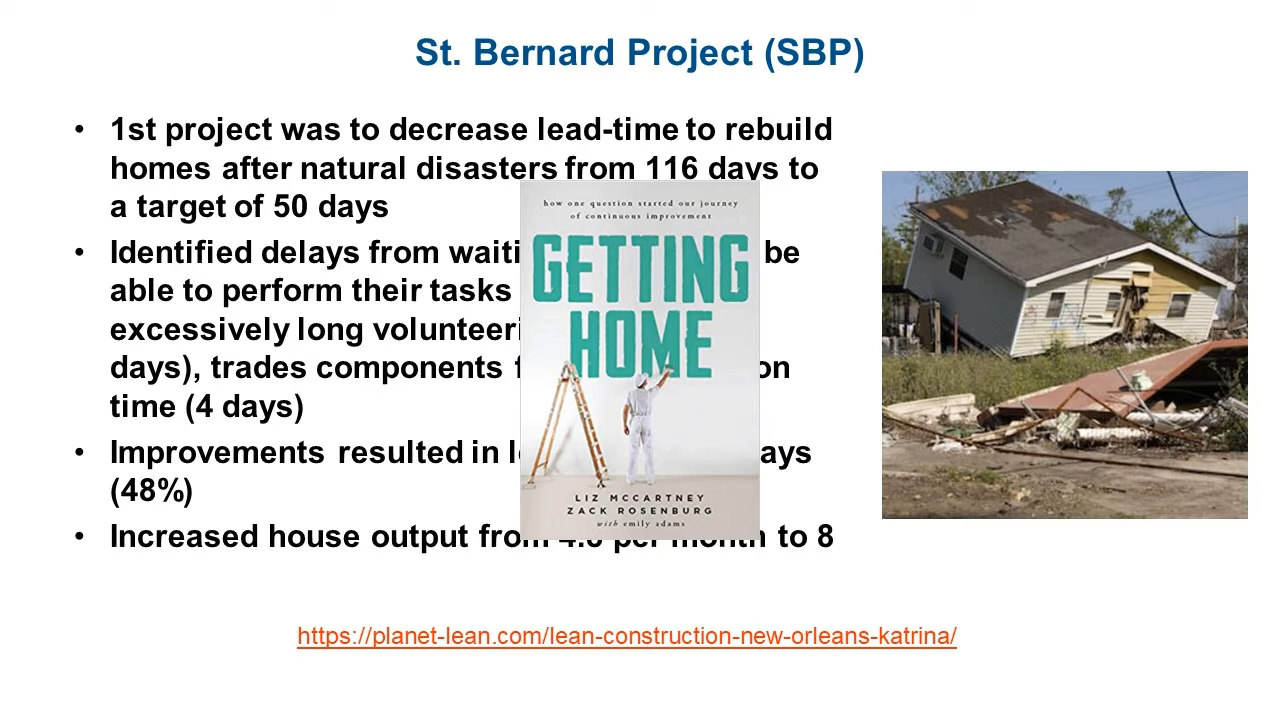 St. Bernard Project (SBP)
• 1st project was to decrease lead-time to rebuild
homes after natural disasters from 116 days to
a target of 50 days
• Identified delays from be
able to perform their tasks
excessively long
days), trades components on
time (4 days)
• Improvements resulted in
(48%)
• Increased house output from per month to 8
how one question started our journey
of continuous improvement
GETTING
HOME
LIZ MCCARTNEY
ZACK ROSENBURG
with emily adams
https://planet-lean.com/lean-construction-new-orleans-katrina/